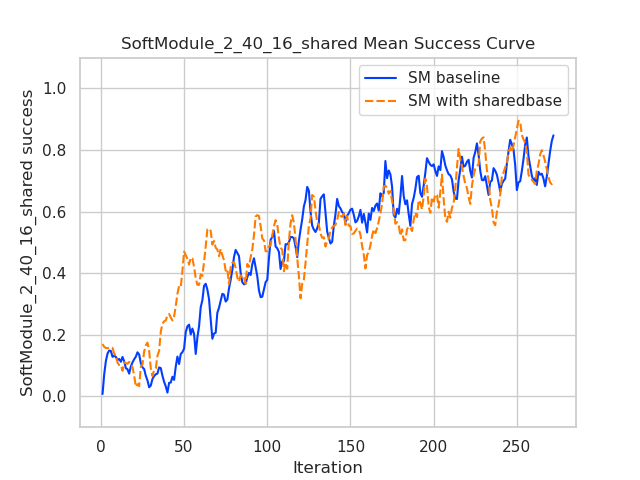 SoftModule_2_40_16_shared Mean Success Curve
SM baseline
SM with sharedbase
SoftModule_2_40_16_shared success
1.0
0.8
0.6
0.4
0.2
0.0
0 50 100 150 200 250
Iteration